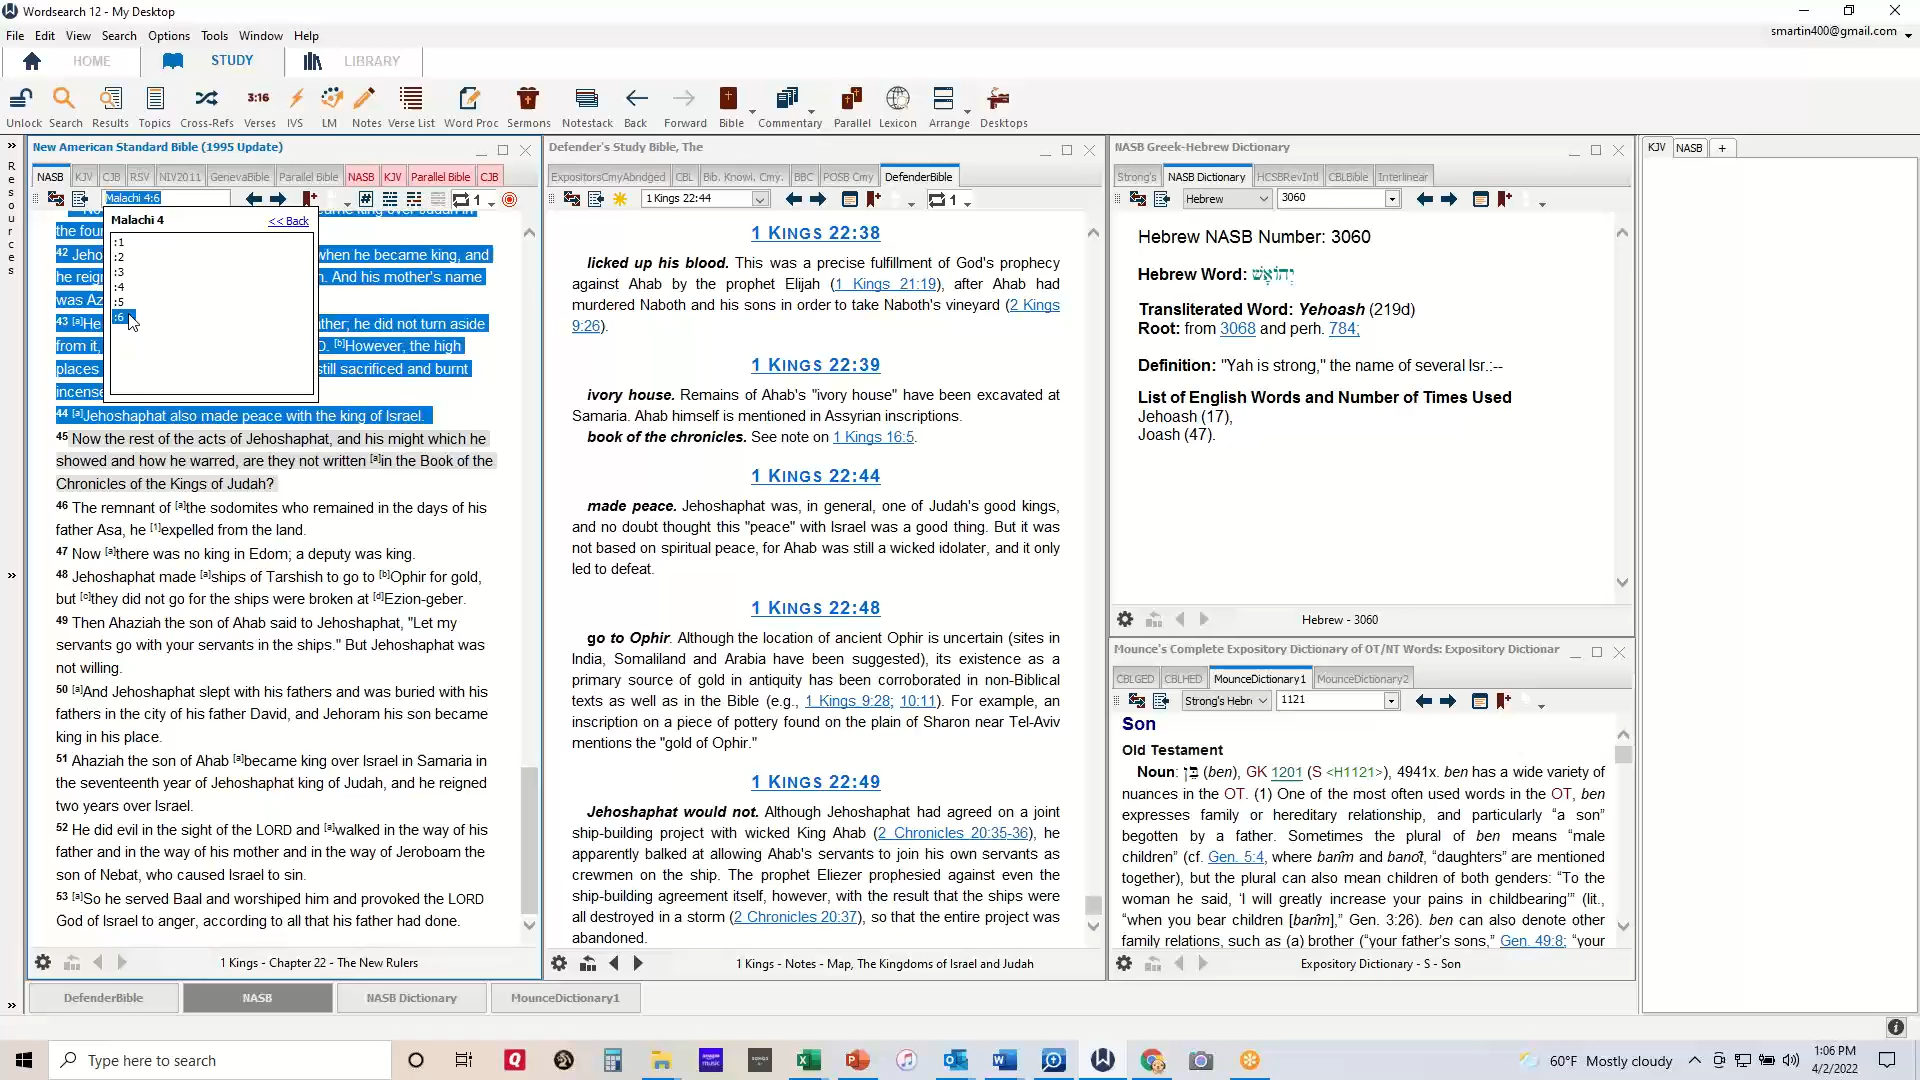 Wordsearch 12 - My Desktop
File Edit View Search Options Tools Window Help
smartin400@gmail.com
HOME STUDY LIBRARY
3:16
Unlock Search Results Topics Cross-Refs Verses IVS LM Notes Verse List Word Proc Sermons Notestack Back Forward Bible Commentary Parallel Lexicon Arrange Desktops
»
Resources
»
»
New American Standard Bible (1995 Update)
NASB KJV CJB RSV NIV2011 GenevaBible Parallel Bible NASB KJV Parallel Bible CJB
Malachi 4:6
# 1
Malachi 4 << Back
:1
:2
:3
:4
:5
:6
the four
42 Jeho when he became king, and
he reign n. And his mother's name
was Az
43 [a]He ather; he did not turn aside
from it, [b]However, the high
places still sacrificed and burnt
incense
44 [a]Jehoshaphat also made peace with the king of Israel.
45 Now the rest of the acts of Jehoshaphat, and his might which he
showed and how he warred, are they not written [a]in the Book of the
Chronicles of the Kings of Judah?
46 The remnant of [a]the sodomites who remained in the days of his
father Asa, he [1]expelled from the land.
47 Now [a]there was no king in Edom; a deputy was king.
48 Jehoshaphat made [a]ships of Tarshish to go to [b]Ophir for gold,
but [c]they did not go for the ships were broken at [d]Ezion-geber.
49 Then Ahaziah the son of Ahab said to Jehoshaphat, "Let my
servants go with your servants in the ships." But Jehoshaphat was
not willing.
50 [a]And Jehoshaphat slept with his fathers and was buried with his
fathers in the city of his father David, and Jehoram his son became
king in his place.
51 Ahaziah the son of Ahab [a]became king over Israel in Samaria in
the seventeenth year of Jehoshaphat king of Judah, and he reigned
two years over Israel.
52 He did evil in the sight of the LORD and [a]walked in the way of his
father and in the way of his mother and in the way of Jeroboam the
son of Nebat, who caused Israel to sin.
53 [a]So he served Baal and worshiped him and provoked the LORD
God of Israel to anger, according to all that his father had done.
1 Kings - Chapter 22 - The New Rulers
Defender's Study Bible, The
ExpositorsCmyAbridged CBL Bib. Knowl. Cmy. BBC POSB Cmy DefenderBible
1 Kings 22:44
1
1 KINGS 22:38
licked up his blood. This was a precise fulfillment of God's prophecy
against Ahab by the prophet Elijah (1 Kings 21:19), after Ahab had
murdered Naboth and his sons in order to take Naboth's vineyard (2 Kings
9:26).
1 KINGS 22:39
ivory house. Remains of Ahab's "ivory house" have been excavated at
Samaria. Ahab himself is mentioned in Assyrian inscriptions.
book of the chronicles. See note on 1 Kings 16:5.
1 KINGS 22:44
made peace. Jehoshaphat was, in general, one of Judah's good kings,
and no doubt thought this "peace" with Israel was a good thing. But it was
not based on spiritual peace, for Ahab was still a wicked idolater, and it only
led to defeat.
1 KINGS 22:48
go to Ophir. Although the location of ancient Ophir is uncertain (sites in
India, Somaliland and Arabia have been suggested), its existence as a
primary source of gold in antiquity has been corroborated in non-Biblical
texts as well as in the Bible (e.g., 1 Kings 9:28; 10:11). For example, an
inscription on a piece of pottery found on the plain of Sharon near Tel-Aviv
mentions the "gold of Ophir."
1 KINGS 22:49
Jehoshaphat would not. Although Jehoshaphat had agreed on a joint
ship-building project with wicked King Ahab (2 Chronicles 20:35-36), he
apparently balked at allowing Ahab's servants to join his own servants as
crewmen on the ship. The prophet Eliezer prophesied against even the
ship-building agreement itself, however, with the result that the ships were
all destroyed in a storm (2 Chronicles 20:37), so that the entire project was
abandoned.
1 Kings - Notes - Map, The Kingdoms of Israel and Judah
NASB Greek-Hebrew Dictionary
Strong's NASB Dictionary HCSBRevIntl CBLBible Interlinear
Hebrew 3060
Hebrew NASB Number: 3060
Hebrew Word: יְהוֹאָשׁ
Transliterated Word: Yehoash (219d)
Root: from 3068 and perh. 784;
Definition: "Yah is strong," the name of several Isr.:--
List of English Words and Number of Times Used
Jehoash (17),
Joash (47).
Hebrew - 3060
Mounce's Complete Expository Dictionary of OT/NT Words: Expository Dictionar
CBLGED CBLHED MounceDictionary1 MounceDictionary2
Strong's Hebr 1121
Son
Old Testament
Noun: בֵּן (ben), GK 1201 (S <H1121>), 4941x. ben has a wide variety of
nuances in the OT. (1) One of the most often used words in the OT, ben
expresses family or hereditary relationship, and particularly “a son”
begotten by a father. Sometimes the plural of ben means “male
children” (cf. Gen. 5:4, where banîm and banot, “daughters” are mentioned
together), but the plural can also mean children of both genders: “To the
woman he said, ‘I will greatly increase your pains in childbearing’” (lit.,
“when you bear children [banîm],” Gen. 3:26). ben can also denote other
family relations, such as (a) brother (“your father's sons,” Gen. 49:8; “your
Expository Dictionary - S - Son
KJV NASB +
DefenderBible NASB NASB Dictionary MounceDictionary1
Type here to search
60°F Mostly cloudy
1:06 PM
4/2/2022